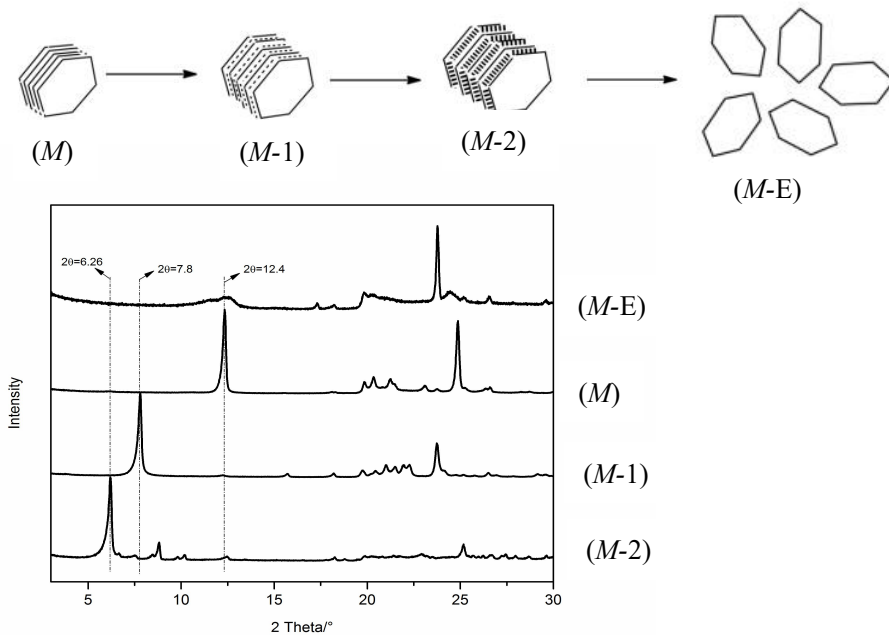 (M)
(M-1)
(M-2)
(M-E)
2θ=6.26
2θ=7.8
2θ=12.4
(M-E)
(M)
(M-1)
(M-2)
Intensity
5 10 15 20 25 30
2 Theta/°